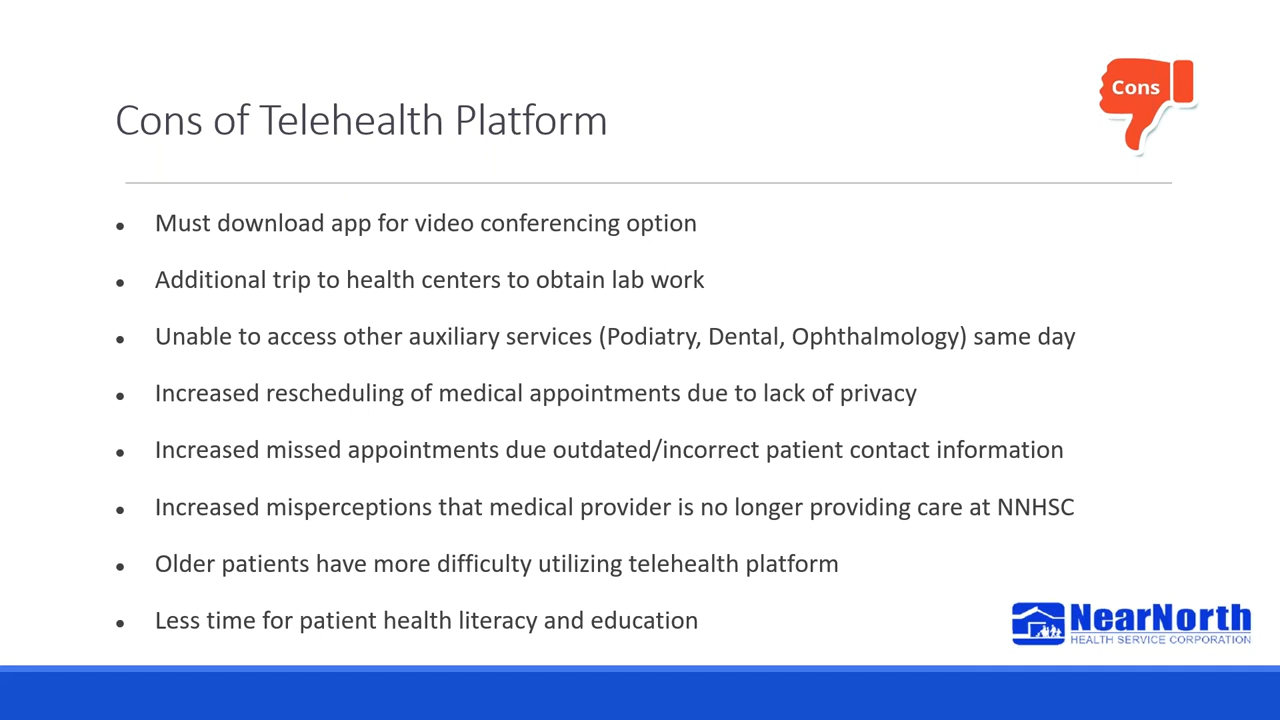 Cons
Cons of Telehealth Platform
• Must download app for video conferencing option
• Additional trip to health centers to obtain lab work
• Unable to access other auxiliary services (Podiatry, Dental, Ophthalmology) same day
• Increased rescheduling of medical appointments due to lack of privacy
• Increased missed appointments due outdated/incorrect patient contact information
• Increased misperceptions that medical provider is no longer providing care at NNHSC
• Older patients have more difficulty utilizing telehealth platform
• Less time for patient health literacy and education
NearNorth
HEALTH SERVICE CORPORATION